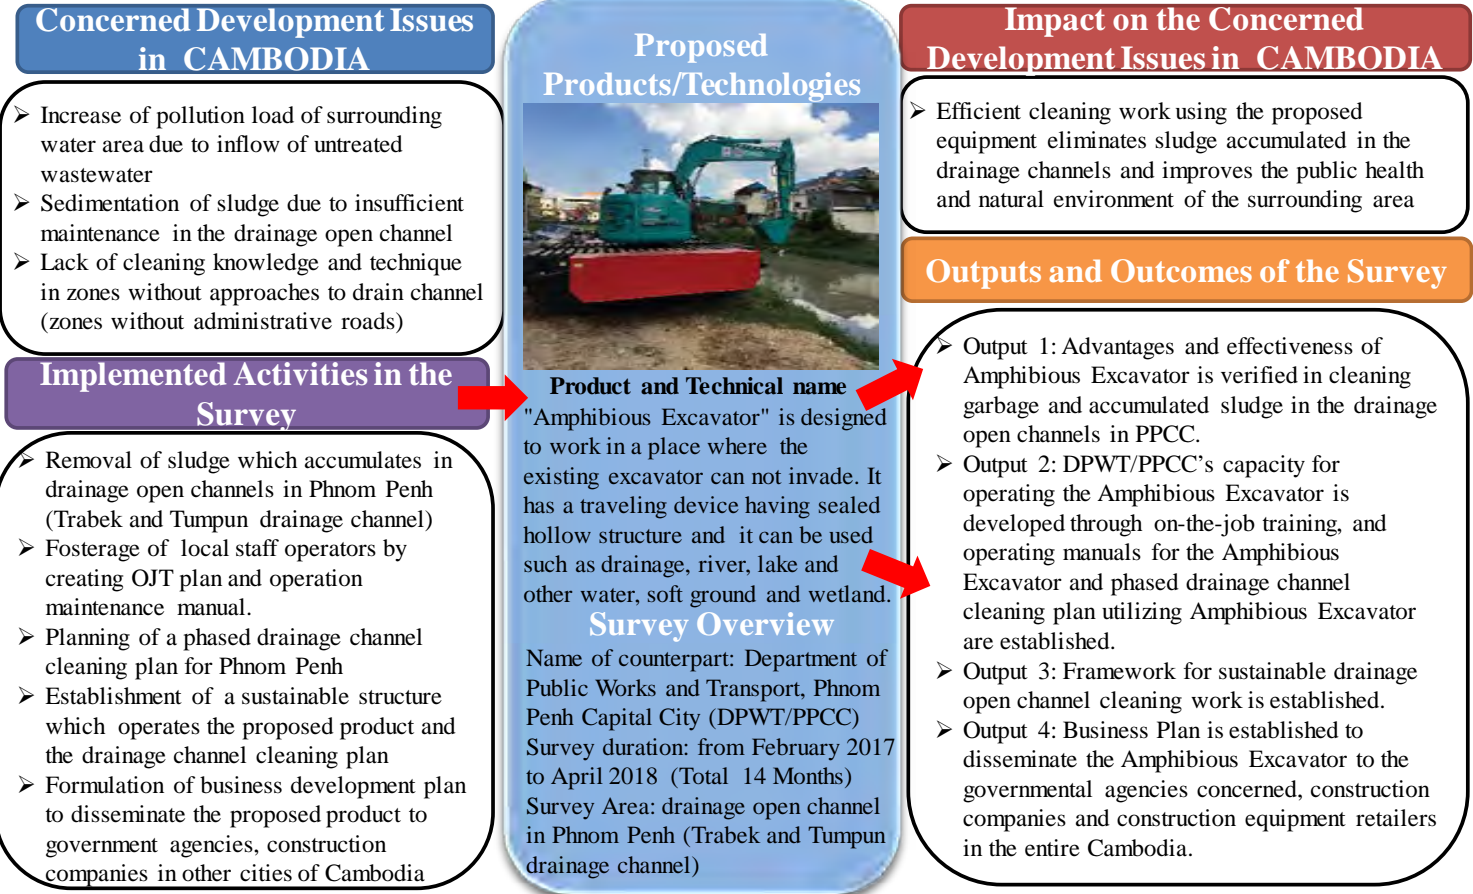 Concerned Development Issues
in CAMBODIA
➢ Increase of pollution load of surrounding
water area due to inflow of untreated
wastewater
➢ Sedimentation of sludge due to insufficient
maintenance in the drainage open channel
➢ Lack of cleaning knowledge and technique
in zones without approaches to drain channel
(zones without administrative roads)
Implemented Activities in the
Survey
➢ Removal of sludge which accumulates in
drainage open channels in Phnom Penh
(Trabek and Tumpun drainage channel)
➢ Fosterage of local staff operators by
creating OJT plan and operation
maintenance manual.
➢ Planning of a phased drainage channel
cleaning plan for Phnom Penh
➢ Establishment of a sustainable structure
which operates the proposed product and
the drainage channel cleaning plan
➢ Formulation of business development plan
to disseminate the proposed product to
government agencies, construction
companies in other cities of Cambodia
Proposed
Products/Technologies
Product and Technical name
"Amphibious Excavator" is designed
to work in a place where the
existing excavator can not invade. It
has a traveling device having sealed
hollow structure and it can be used
such as drainage, river, lake and
other water, soft ground and wetland.
Survey Overview
Name of counterpart: Department of
Public Works and Transport, Phnom
Penh Capital City (DPWT/PPCC)
Survey duration: from February 2017
to April 2018 (Total 14 Months)
Survey Area: drainage open channel
in Phnom Penh (Trabek and Tumpun
drainage channel)
Impact on the Concerned
Development Issues in CAMBODIA
➢ Efficient cleaning work using the proposed
equipment eliminates sludge accumulated in the
drainage channels and improves the public health
and natural environment of the surrounding area
Outputs and Outcomes of the Survey
➢ Output 1: Advantages and effectiveness of
Amphibious Excavator is verified in cleaning
garbage and accumulated sludge in the drainage
open channels in PPCC.
➢ Output 2: DPWT/PPCC’s capacity for
operating the Amphibious Excavator is
developed through on-the-job training, and
operating manuals for the Amphibious
Excavator and phased drainage channel
cleaning plan utilizing Amphibious Excavator
are established.
➢ Output 3: Framework for sustainable drainage
open channel cleaning work is established.
➢ Output 4: Business Plan is established to
disseminate the Amphibious Excavator to the
governmental agencies concerned, construction
companies and construction equipment retailers
in the entire Cambodia.